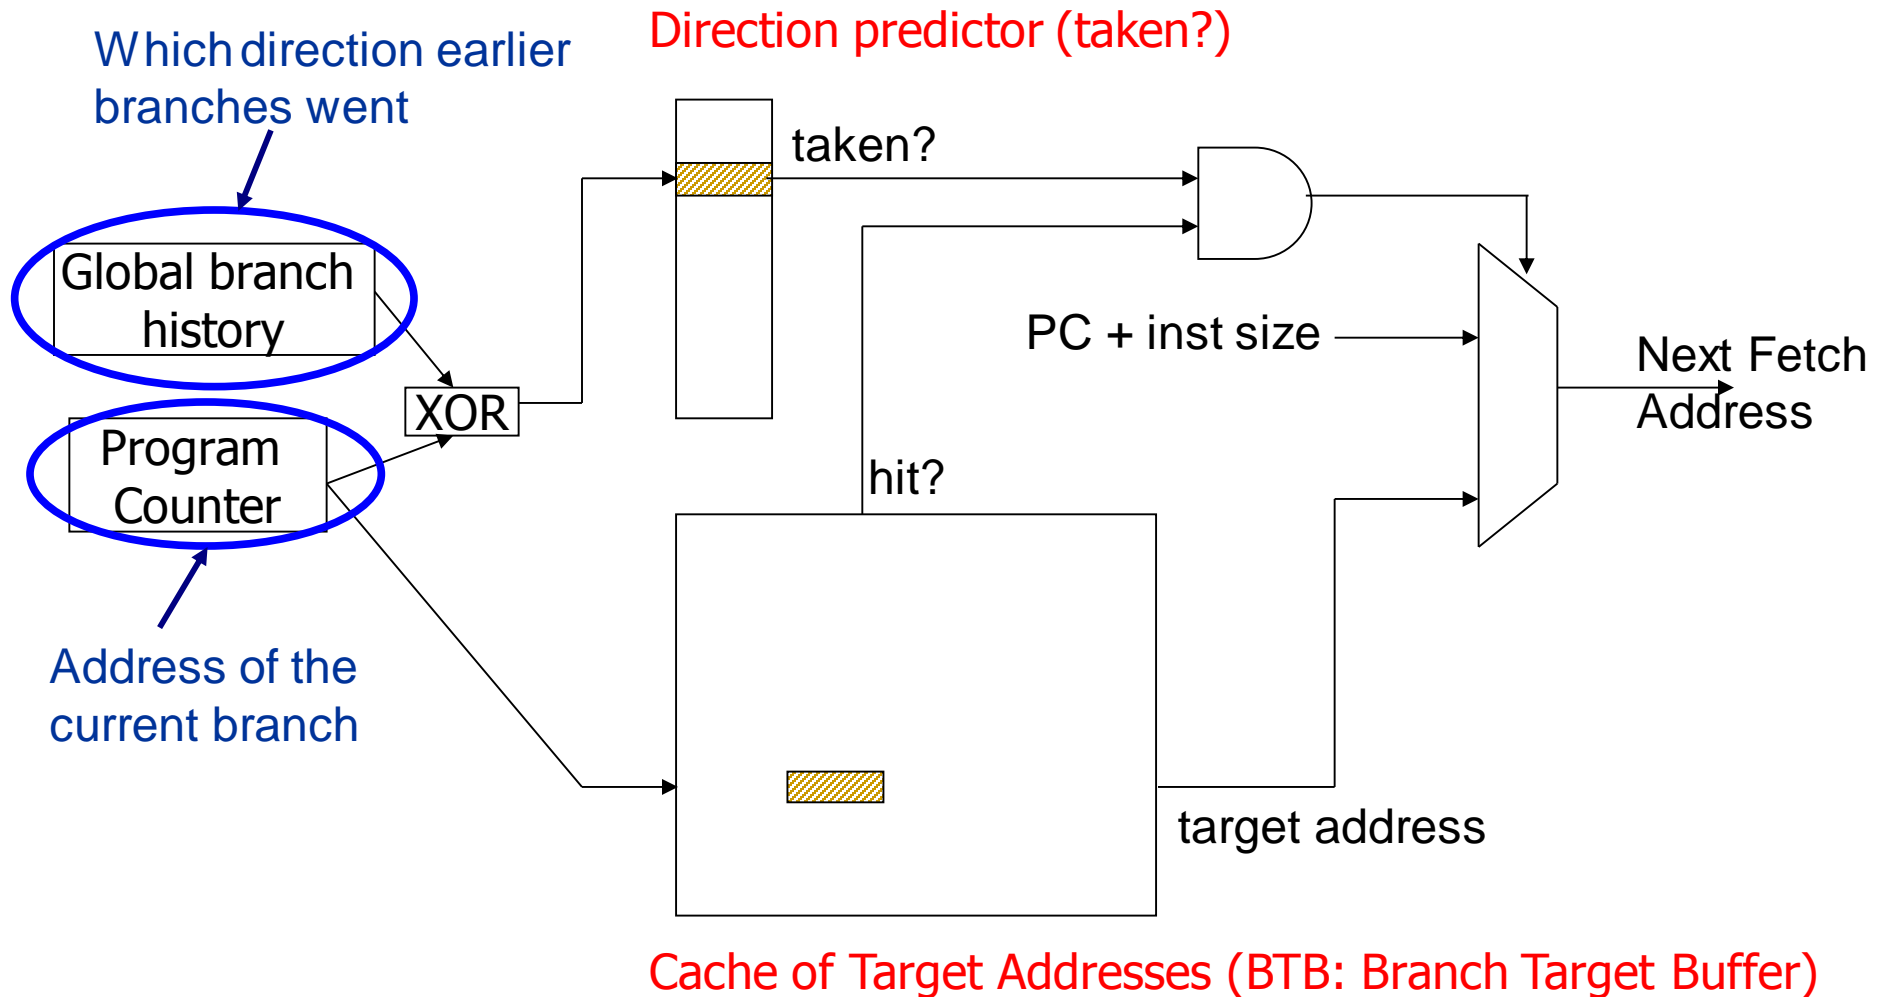 Direction predictor (taken?)
Which direction earlier
branches went
taken?
Global branch
history
PC + inst size
Next Fetch
Address
XOR
Program
Counter
hit?
Address of the
current branch
target address
Cache of Target Addresses (BTB: Branch Target Buffer)